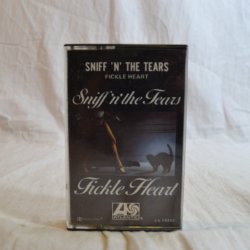 SNIFF 'N' THE TEARS
FICKLE HEART
Sniff 'n' the Tears
Fickle Heart